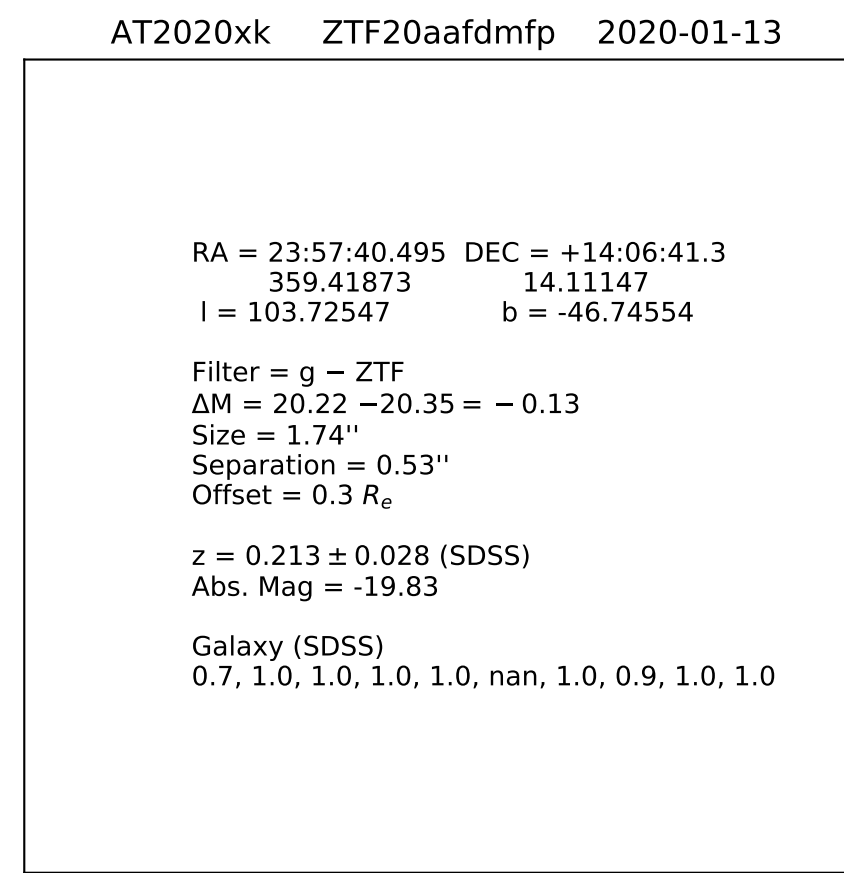 AT2020xk ZTF20aafdmfp 2020-01-13
RA = 23:57:40.495 DEC = +14:06:41.3
359.41873 14.11147
l = 103.72547 b = -46.74554
Filter = g − ZTF
ΔM = 20.22 −20.35 = − 0.13
Size = 1.74''
Separation = 0.53''
Offset = 0.3 Re
z = 0.213 ± 0.028 (SDSS)
Abs. Mag = -19.83
Galaxy (SDSS)
0.7, 1.0, 1.0, 1.0, 1.0, nan, 1.0, 0.9, 1.0, 1.0